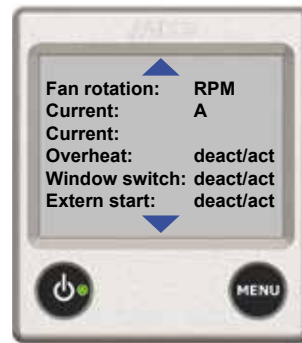 Fan rotation: RPM
Current: A
Current:
Overheat: deact/act
Window switch: deact/act
Extern start: deact/act
MENU